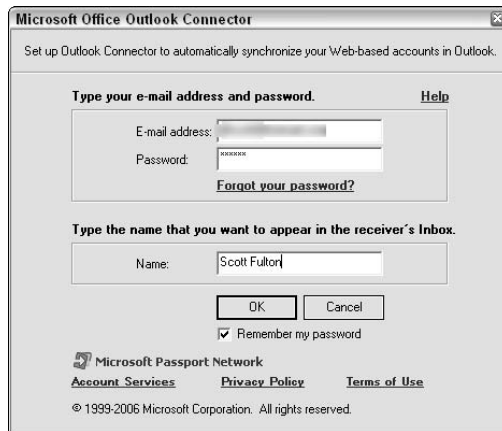 Microsoft Office Outlook Connector
Set up Outlook Connector to automatically synchronize your Web-based accounts in Outlook.
Type your e-mail address and password.
Help
E-mail address:
Password:
xxxxxx
Forgot your password?
Type the name that you want to appear in the receiver's Inbox.
Name:
Scott Fulton
OK
Cancel
Remember my password
Microsoft Passport Network
Account Services
Privacy Policy
Terms of Use
© 1999-2006 Microsoft Corporation. All rights reserved.